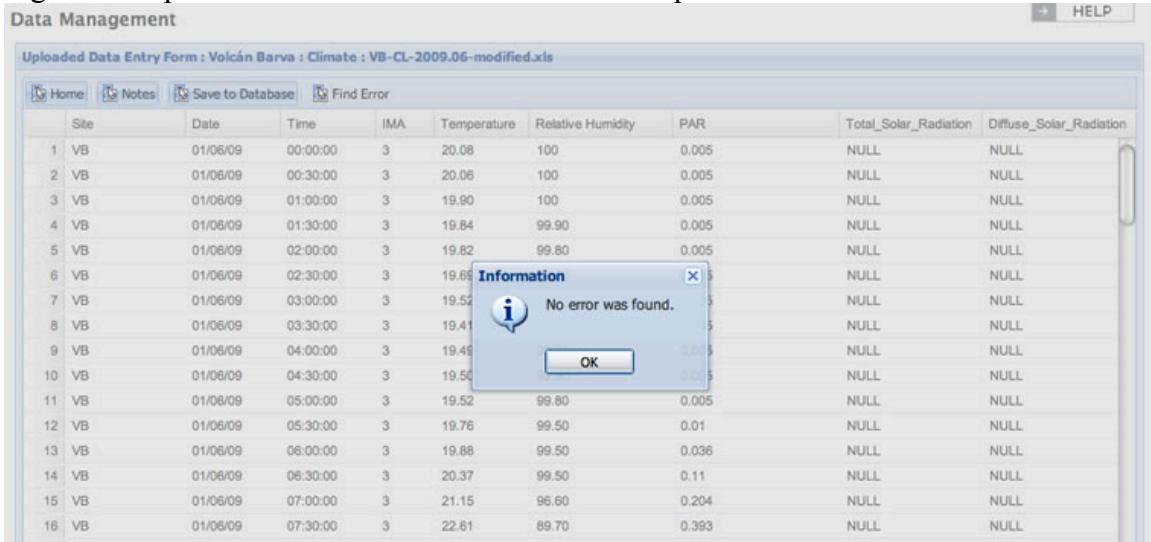 HELP
Data Management
Uploaded Data Entry Form : Volcán Barva : Climate : VB-CL-2009.06-modified.xls
Home Notes Save to Database Find Error
Site Date Time IMA Temperature Relative Humidity PAR Total_Solar_Radiation Diffuse_Solar_Radiation
1 VB 01/06/09 00:00:00 3 20.08 100 0.005 NULL NULL
2 VB 01/06/09 00:30:00 3 20.06 100 0.005 NULL NULL
3 VB 01/06/09 01:00:00 3 19.90 100 0.005 NULL NULL
4 VB 01/06/09 01:30:00 3 19.84 99.90 0.005 NULL NULL
5 VB 01/06/09 02:00:00 3 19.82 99.80 0.005 NULL NULL
6 VB 01/06/09 02:30:00 3 19.69 NULL NULL
7 VB 01/06/09 03:00:00 3 19.52 NULL NULL
8 VB 01/06/09 03:30:00 3 19.41 NULL NULL
9 VB 01/06/09 04:00:00 3 19.49 NULL NULL
10 VB 01/06/09 04:30:00 3 19.50 NULL NULL
11 VB 01/06/09 05:00:00 3 19.52 99.80 0.005 NULL NULL
12 VB 01/06/09 05:30:00 3 19.76 99.50 0.01 NULL NULL
13 VB 01/06/09 06:00:00 3 19.88 99.50 0.036 NULL NULL
14 VB 01/06/09 06:30:00 3 20.37 99.50 0.11 NULL NULL
15 VB 01/06/09 07:00:00 3 21.15 96.60 0.204 NULL NULL
16 VB 01/06/09 07:30:00 3 22.61 89.70 0.393 NULL NULL
Information
No error was found.
OK